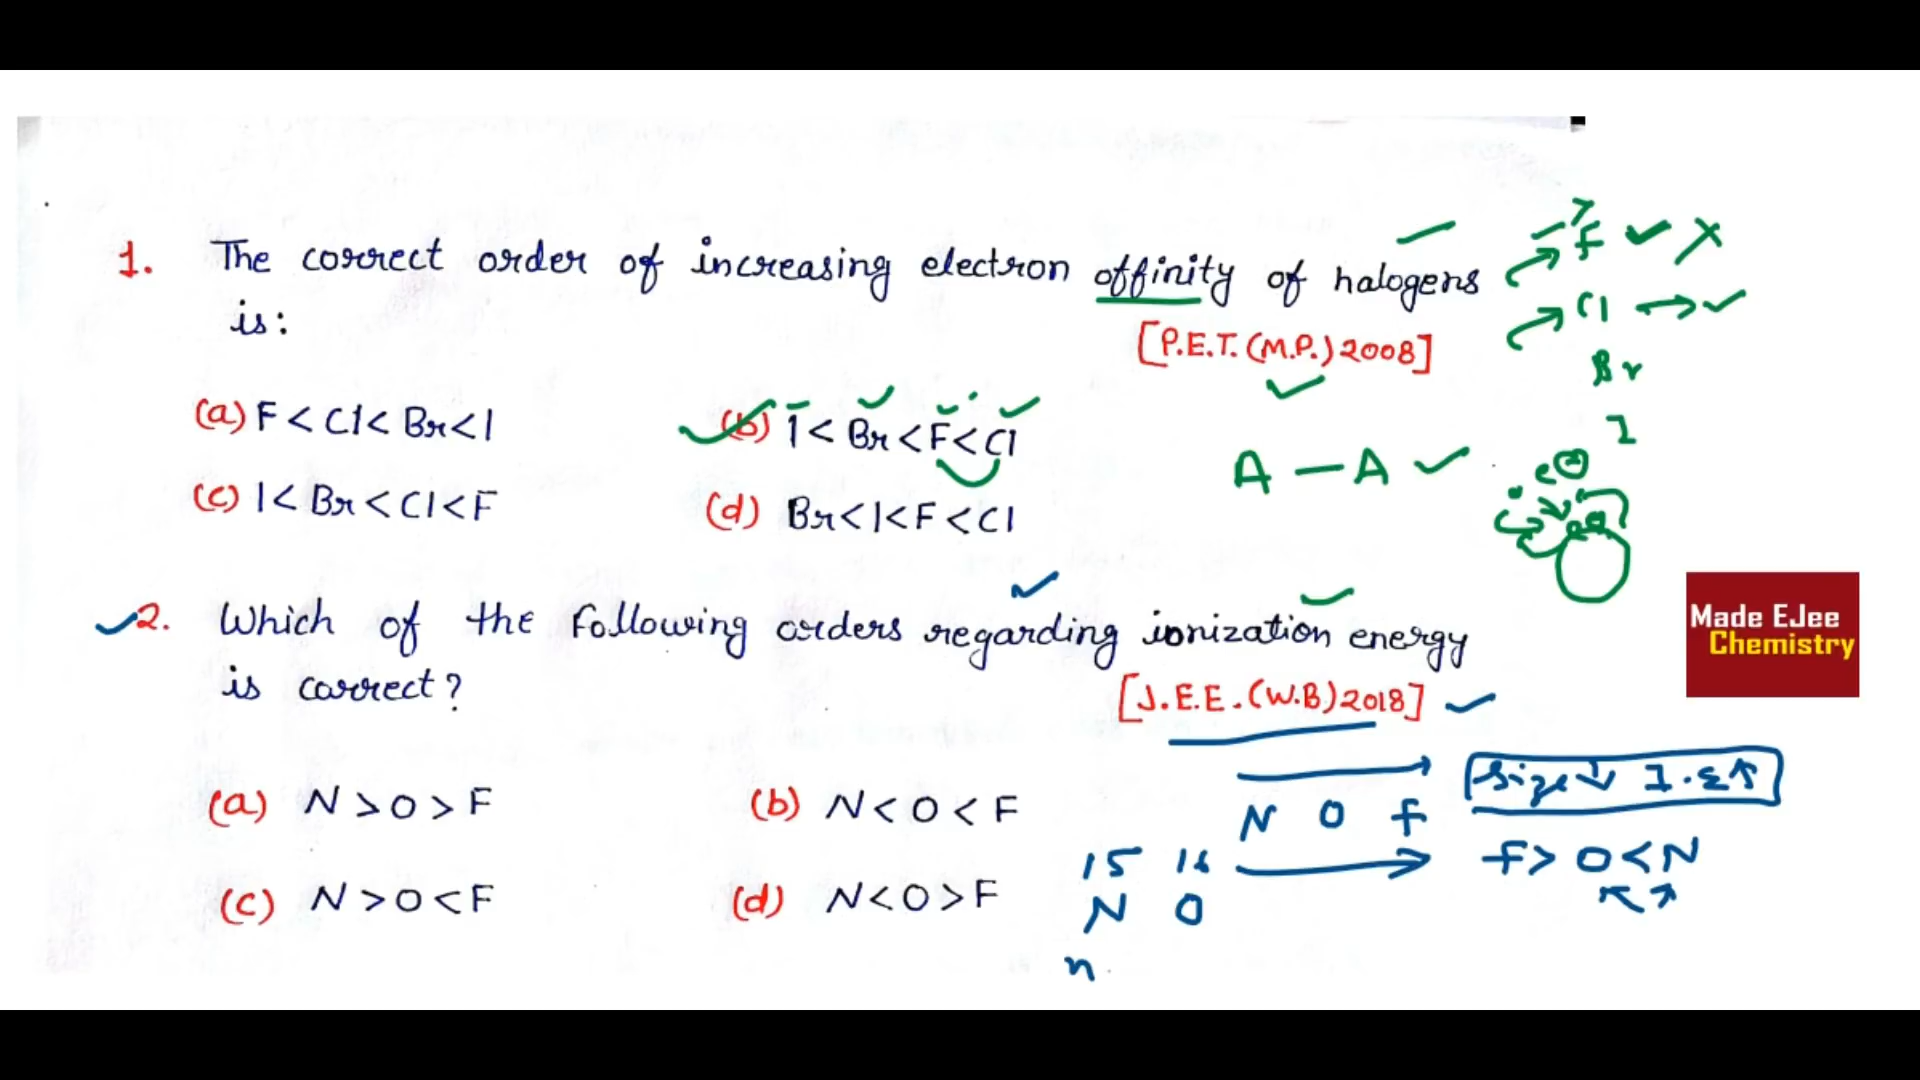 1. The correct order of increasing electron offinity of halogens
is:
[P.E.T. (M.P.) 2008]
(a) F < Cl < Br < I
(b) I < Br < F < Cl
(c) I < Br < Cl < F
(d) Br < I < F < Cl
F
Cl
Br
I
A — A
e
2. Which of the following orders regarding ionization energy
is correct?
[J.E.E. (W.B) 2018]
(a) N > O > F
(b) N < O < F
(c) N > O < F
(d) N < O > F
Size ↓ I.E ↑
N O F
F > O < N
15 16
N O
n
Made EJee
Chemistry